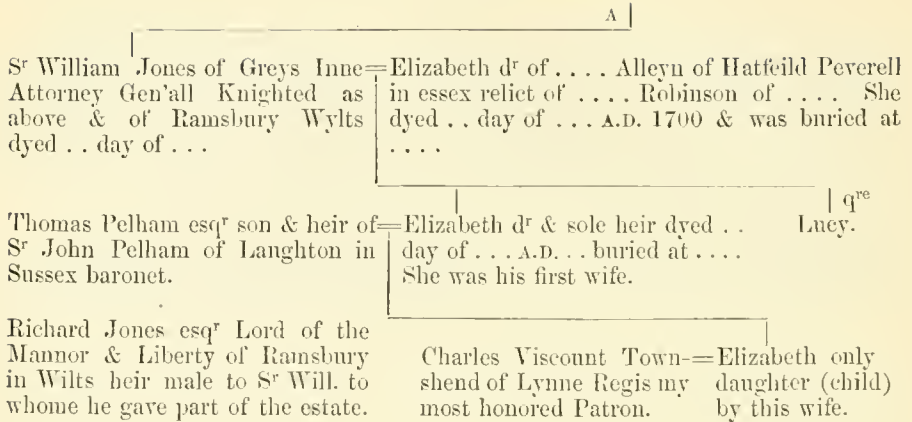 A
Sʳ William Jones of Greys Inne=
Attorney Gen'all Knighted as
above & of Ramsbury Wylts
dyed . . day of . . .
Elizabeth dʳ of . . . . Alleyn of Hatfeild Peverell
in essex relict of . . . . Robinson of . . . . She
dyed . . day of . . . A.D. 1700 & was buried at
. . . .
Thomas Pelham esqʳ son & heir of=
Sʳ John Pelham of Laughton in
Sussex baronet.
Elizabeth dʳ & sole heir dyed . .
day of . . . A.D. . . buried at . . . .
She was his first wife.
qʳᵉ
Lucy.
Richard Jones esqʳ Lord of the
Mannor & Liberty of Ramsbury
in Wilts heir male to Sʳ Will. to
whome he gave part of the estate.
Charles Viscount Town-=
shend of Lynne Regis my
most honored Patron.
Elizabeth only
daughter (child)
by this wife.